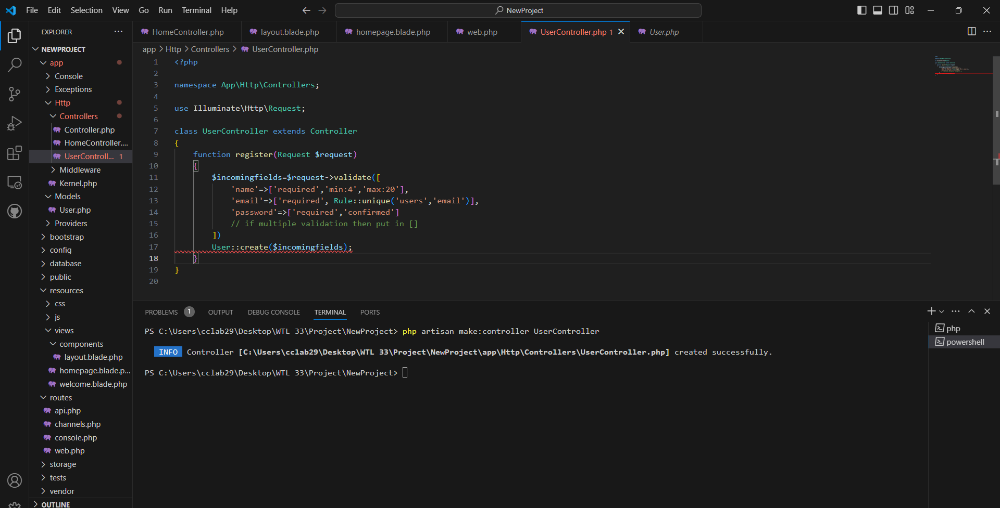 File Edit Selection View Go Run Terminal Help
NewProject
EXPLORER
NEWPROJECT
app
Console
Exceptions
Http
Controllers
Controller.php
HomeController....
UserControll... 1
Middleware
Kernel.php
Models
User.php
Providers
bootstrap
config
database
public
resources
css
js
views
components
layout.blade.php
homepage.blade.p...
welcome.blade.php
routes
api.php
channels.php
console.php
web.php
storage
tests
vendor
OUTLINE
HomeController.php layout.blade.php homepage.blade.php web.php UserController.php 1 User.php
app > Http > Controllers > UserController.php
1 <?php
2
3 namespace App\Http\Controllers;
4
5 use Illuminate\Http\Request;
6
7 class UserController extends Controller
8 {
9 function register(Request $request)
10 {
11 $incomingfields=$request->validate([
12 'name'=>['required','min:4','max:20'],
13 'email'=>['required', Rule::unique('users','email')],
14 'password'=>['required','confirmed']
15 // if multiple validation then put in []
16 ])
17 User::create($incomingfields);
18 }
19 }
20
PROBLEMS 1 OUTPUT DEBUG CONSOLE TERMINAL PORTS
PS C:\Users\cclab29\Desktop\WTL 33\Project\NewProject> php artisan make:controller UserController
INFO Controller [C:\Users\cclab29\Desktop\WTL 33\Project\NewProject\app\Http\Controllers\UserController.php] created successfully.
PS C:\Users\cclab29\Desktop\WTL 33\Project\NewProject>
php
powershell